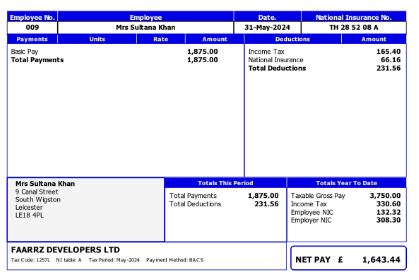 Employee No. Employee Date. National Insurance No.
009 Mrs Sultana Khan 31-May-2024 TH 28 52 08 A
Payments Units Rate Amount Deductions Amount
Basic Pay 1,875.00 Income Tax 165.40
Total Payments 1,875.00 National Insurance 66.16
Total Deductions 231.56
Mrs Sultana Khan
9 Canal Street
South Wigston
Leicester
LE18 4PL
Totals This Period
Total Payments 1,875.00
Total Deductions 231.56
Totals Year To Date
Taxable Gross Pay 3,750.00
Income Tax 330.60
Employee NIC 132.32
Employer NIC 308.30
FAARRZ DEVELOPERS LTD
Tax Code: 1257L NI table: A Tax Period: May-2024 Payment Method: BACS
NET PAY £ 1,643.44